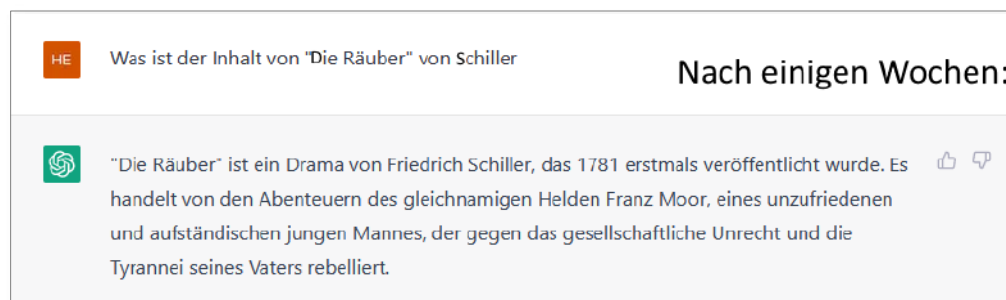 HE
Was ist der Inhalt von "Die Räuber" von Schiller
Nach einigen Wochen:
"Die Räuber" ist ein Drama von Friedrich Schiller, das 1781 erstmals veröffentlicht wurde. Es
handelt von den Abenteuern des gleichnamigen Helden Franz Moor, eines unzufriedenen
und aufständischen jungen Mannes, der gegen das gesellschaftliche Unrecht und die
Tyrannei seines Vaters rebelliert.